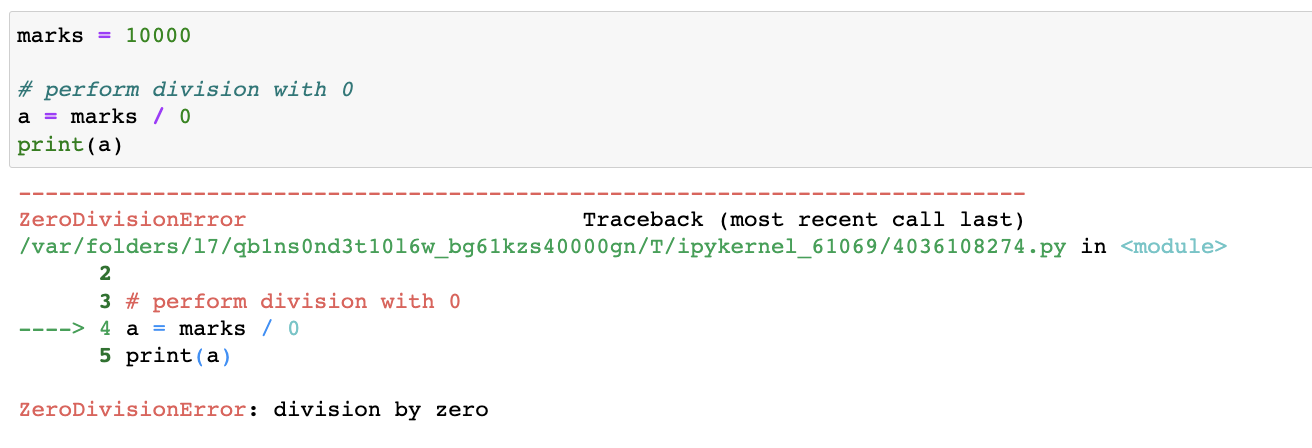 marks = 10000
# perform division with 0
a = marks / 0
print(a)
---------------------------------------------------------------------------
ZeroDivisionError                         Traceback (most recent call last)
/var/folders/l7/qb1ns0nd3t10l6w_bg61kzs40000gn/T/ipykernel_61069/4036108274.py in <module>
      2
      3 # perform division with 0
----> 4 a = marks / 0
      5 print(a)
ZeroDivisionError: division by zero